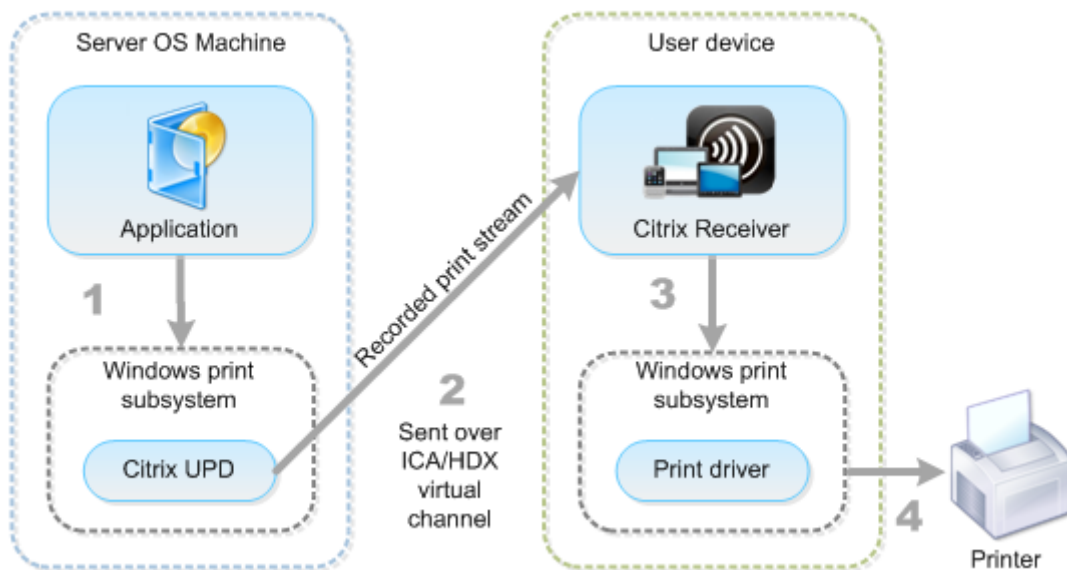 Server OS Machine
Application
1
Windows print
subsystem
Citrix UPD
Recorded print stream
2
Sent over
ICA/HDX
virtual
channel
User device
Citrix Receiver
3
Windows print
subsystem
Print driver
4
Printer